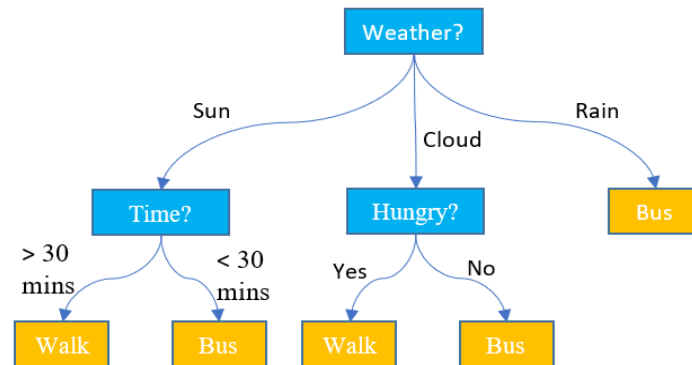 Weather?
Sun
Cloud
Rain
Time?
Hungry?
Bus
> 30
mins
< 30
mins
Yes
No
Walk
Bus
Walk
Bus